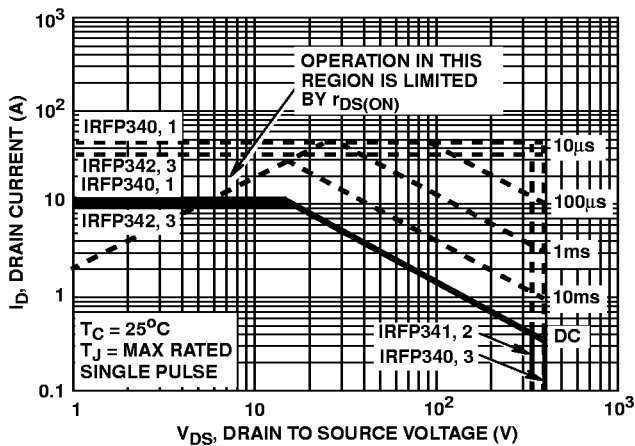 10³
OPERATION IN THIS
REGION IS LIMITED
BY rDS(ON)
10²
IRFP340, 1
10µs
IRFP342, 3
IRFP340, 1
10
100µs
IRFP342, 3
1ms
1
10ms
TC = 25°C
TJ = MAX RATED
SINGLE PULSE
IRFP341, 2
DC
IRFP340, 3
0.1
1
10
100
10³
ID, DRAIN CURRENT (A)
VDS, DRAIN TO SOURCE VOLTAGE (V)